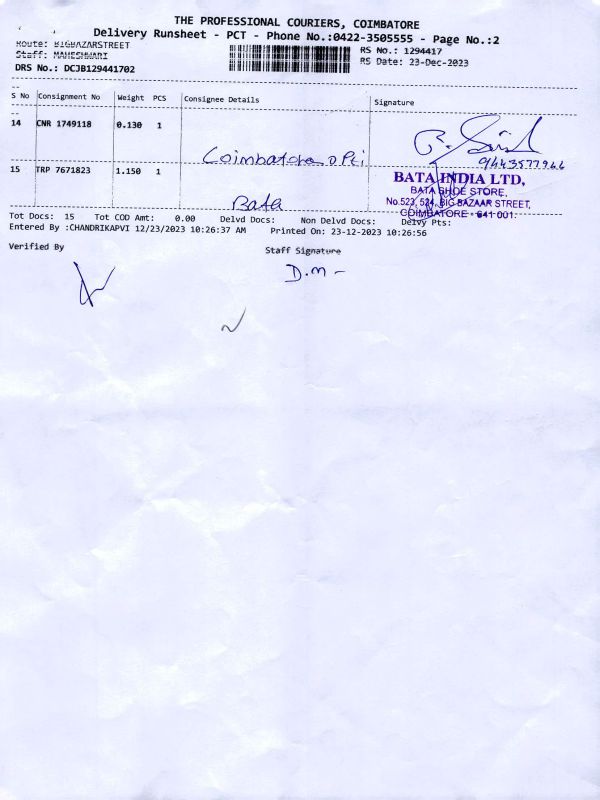 THE PROFESSIONAL COURIERS, COIMBATORE
Delivery Runsheet - PCT - Phone No.:0422-3505555 - Page No.:2
Route: BIGBAZARSTREET
Staff: MAHESHWARI
RS No.: 1294417
DRS No.: DCJB129441702
RS Date: 23-Dec-2023
S No Consignment No Weight PCS Consignee Details Signature
14 CNR 1749118 0.130 1
Coimbatore
15 TRP 7671823 1.150 1
Bata
BATA INDIA LTD,
BATA SHOE STORE,
No.523, 524, BIG BAZAAR STREET,
COIMBATORE - 641 001.
Tot Docs: 15 Tot COD Amt: 0.00 Delvd Docs: Non Delvd Docs: Delvy Pts:
Entered By :CHANDRIKAPVI 12/23/2023 10:26:37 AM Printed On: 23-12-2023 10:26:56
Verified By Staff Signature
D.M -